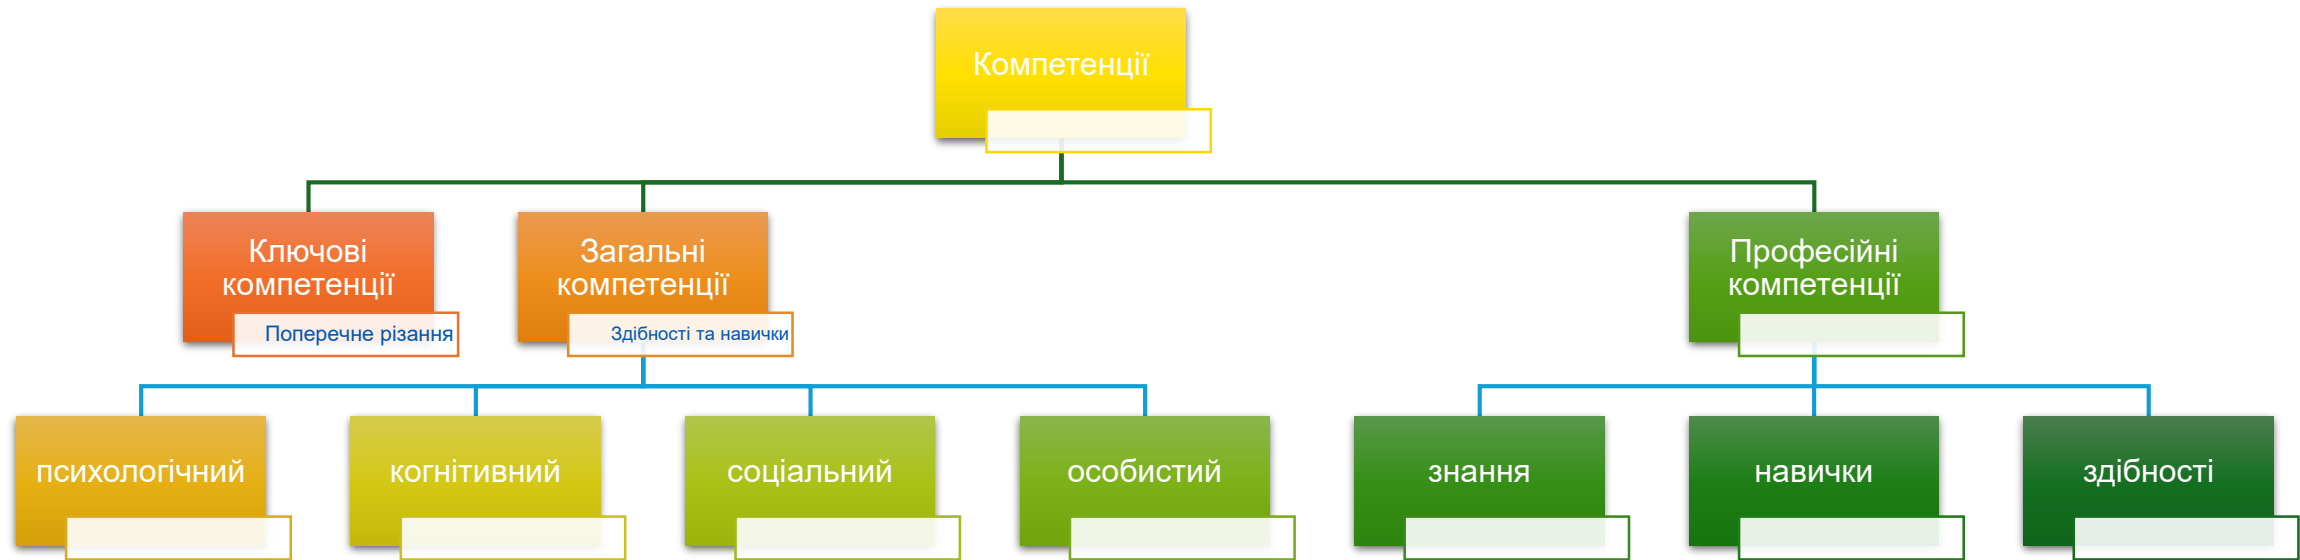 Компетенції
Ключові
компетенції
Поперечне різання
Загальні
компетенції
Здібності та навички
Професійні
компетенції
психологічний
когнітивний
соціальний
особистий
знання
навички
здібності